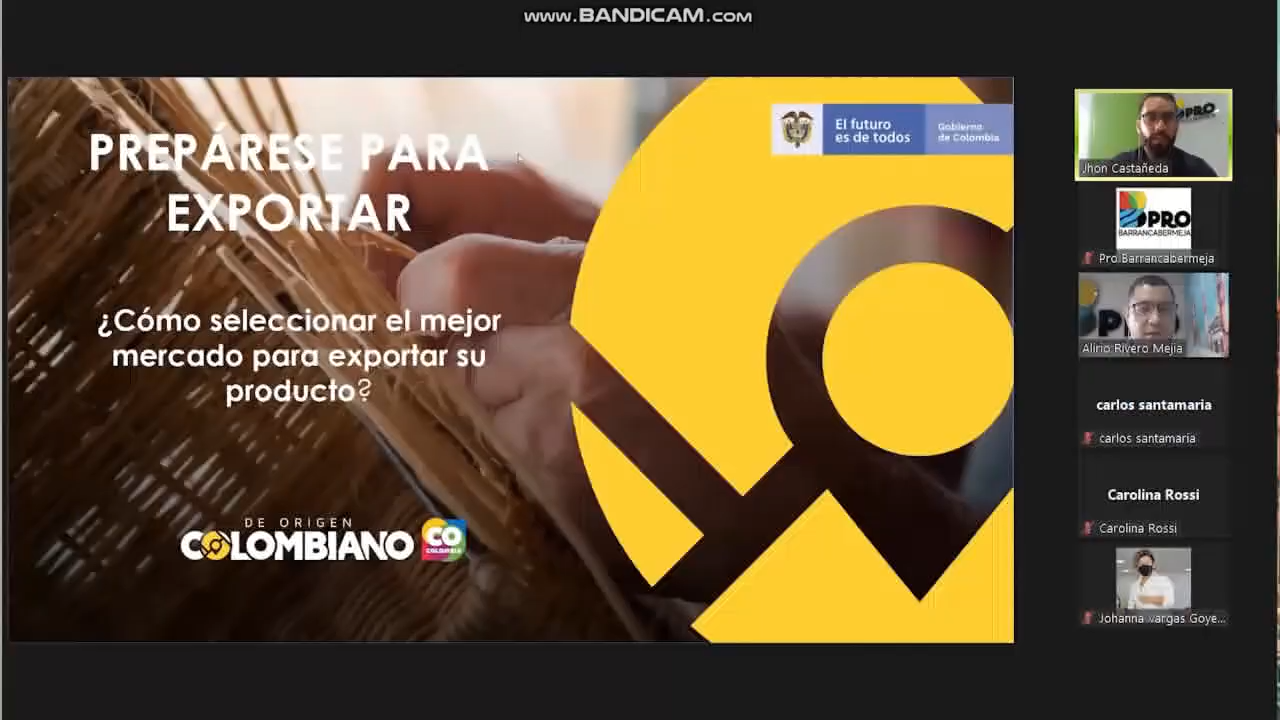 www.BANDICAM.com
PREPÁRESE PARA
EXPORTAR
¿Cómo seleccionar el mejor
mercado para exportar su
producto?
DE ORIGEN
COLOMBIANO
CO
COLOMBIA
El futuro
es de todos
Gobierno
de Colombia
PRO
Jhon Castañeda
PRO
BARRANCABERMEJA
Pro Barrancabermeja
Alirio Rivero Mejia
carlos santamaria
carlos santamaria
Carolina Rossi
Carolina Rossi
Johanna vargas Goye...